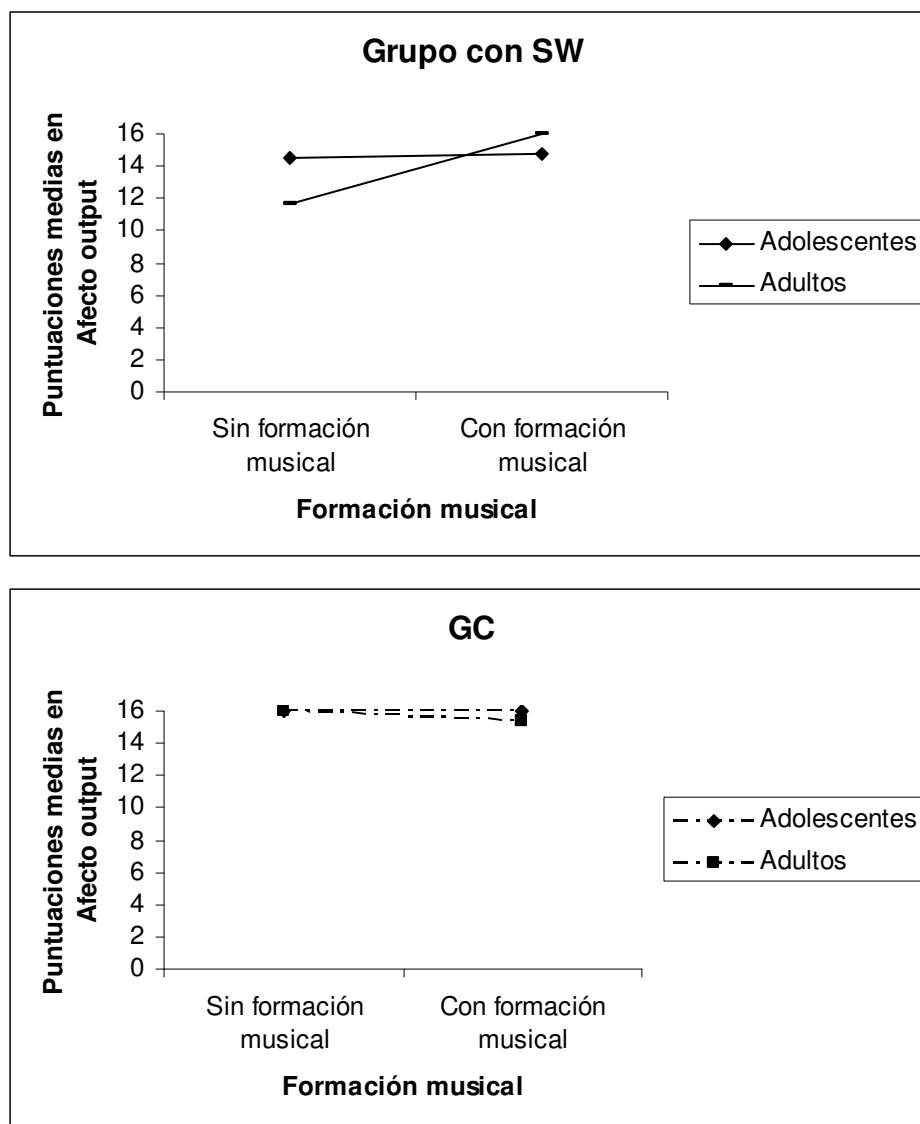 Grupo con SW
Puntuaciones medias en
Afecto output
16
14
12
10
8
6
4
2
0
Sin formación
musical
Con formación
musical
Formación musical
Adolescentes
Adultos
GC
Puntuaciones medias en
Afecto output
16
14
12
10
8
6
4
2
0
Sin formación
musical
Con formación
musical
Formación musical
Adolescentes
Adultos